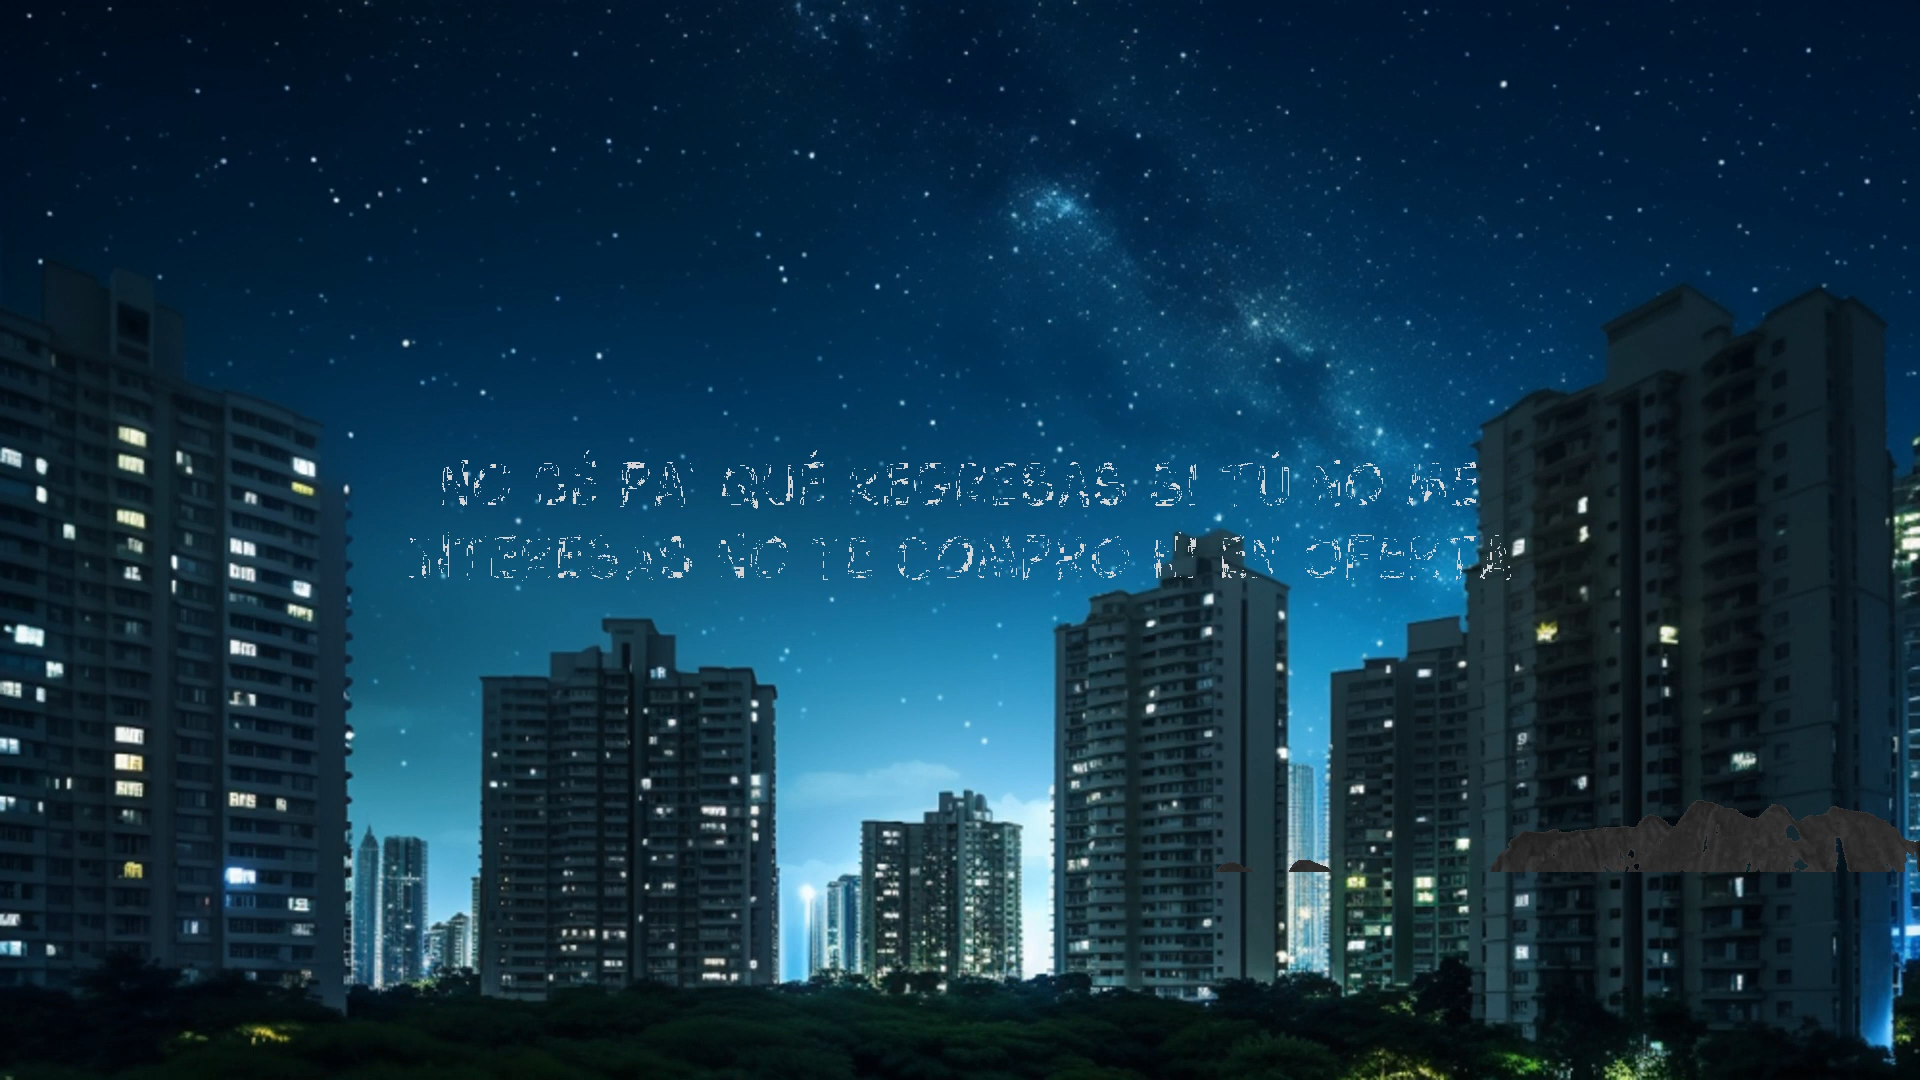 NO SÉ PA' QUÉ REGRESAS SI TÚ NO ME
INTERESAS NO TE COMPRO NI EN OFERTA